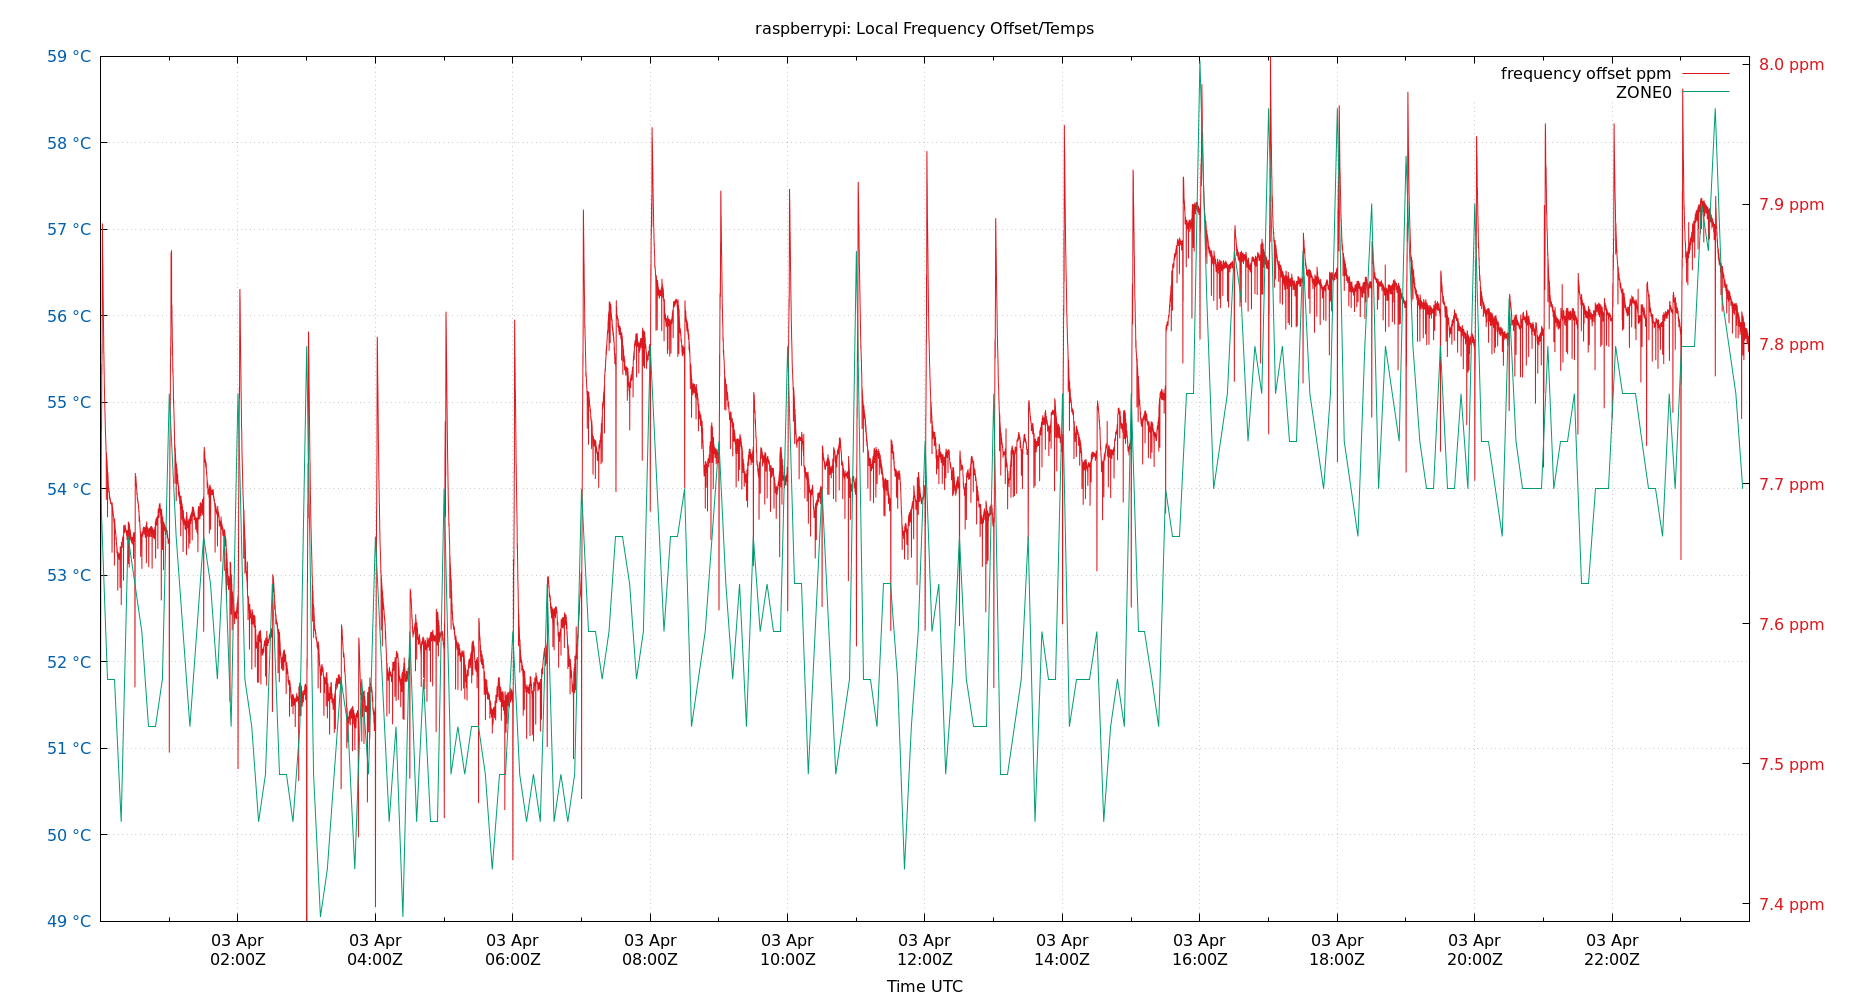 raspberrypi: Local Frequency Offset/Temps
59 °C
58 °C
57 °C
56 °C
55 °C
54 °C
53 °C
52 °C
51 °C
50 °C
49 °C
frequency offset ppm
ZONE0
8.0 ppm
7.9 ppm
7.8 ppm
7.7 ppm
7.6 ppm
7.5 ppm
7.4 ppm
03 Apr 03 Apr 03 Apr 03 Apr 03 Apr 03 Apr 03 Apr 03 Apr 03 Apr 03 Apr 03 Apr
02:00Z 04:00Z 06:00Z 08:00Z 10:00Z 12:00Z 14:00Z 16:00Z 18:00Z 20:00Z 22:00Z
Time UTC